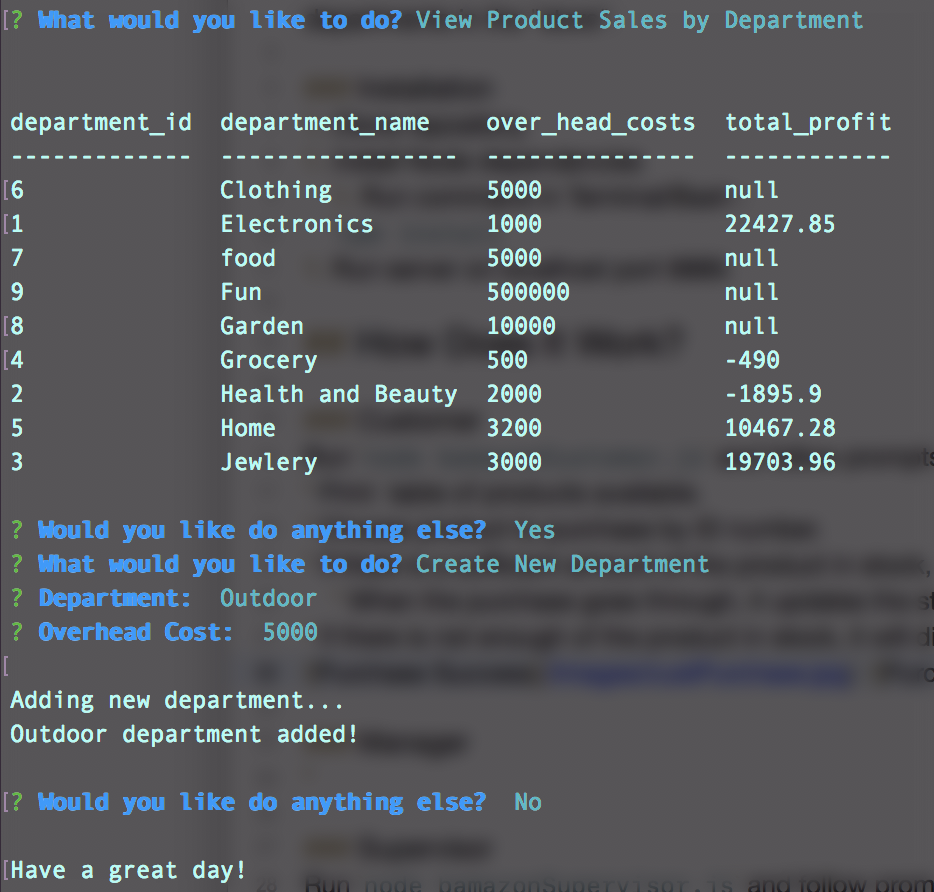 ? What would you like to do? View Product Sales by Department
department_id  department_name    over_head_costs  total_profit
-------------  -----------------  ---------------  ------------
6              Clothing           5000             null
1              Electronics        1000             22427.85
7              food               5000             null
9              Fun                500000           null
8              Garden             10000            null
4              Grocery            500              -490
2              Health and Beauty  2000             -1895.9
5              Home               3200             10467.28
3              Jewlery            3000             19703.96
? Would you like do anything else?  Yes
? What would you like to do? Create New Department
? Department:  Outdoor
? Overhead Cost:  5000
Adding new department...
Outdoor department added!
? Would you like do anything else?  No
Have a great day!